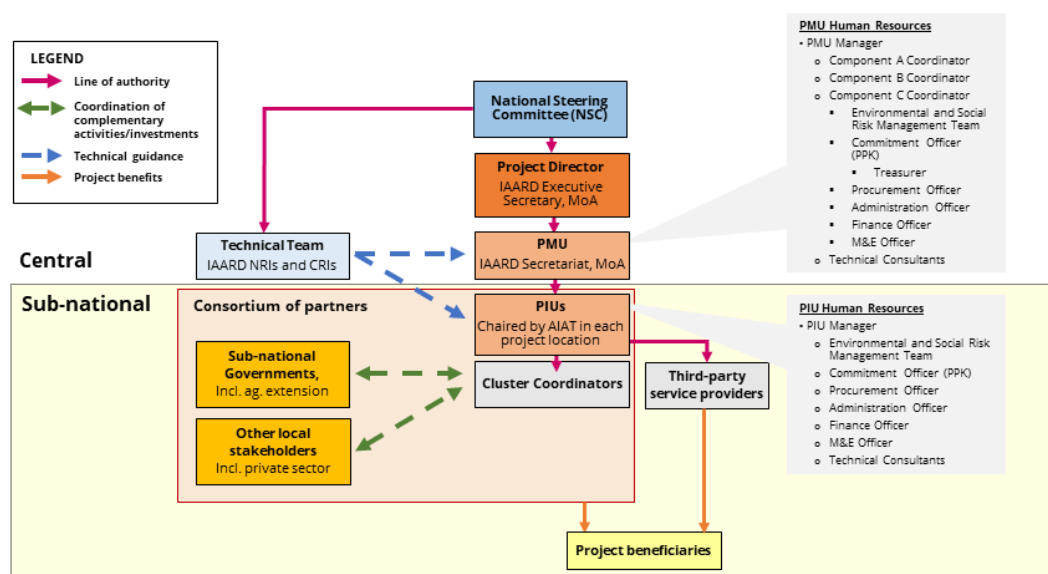 LEGEND
Line of authority
Coordination of
complementary
activities/investments
Technical guidance
Project benefits
National Steering
Committee (NSC)
Project Director
IAARD Executive
Secretary, MoA
Technical Team
IAARD NRIs and CRIs
PMU
IAARD Secretariat, MoA
Central
Sub-national
Consortium of partners
PIUs
Chaired by AIAT in each
project location
Sub-national
Governments,
Incl. ag. extension
Cluster Coordinators
Third-party
service providers
Other local
stakeholders
Incl. private sector
Project beneficiaries
PMU Human Resources
• PMU Manager
o Component A Coordinator
o Component B Coordinator
o Component C Coordinator
▪ Environmental and Social
Risk Management Team
▪ Commitment Officer
(PPK)
▪ Treasurer
▪ Procurement Officer
▪ Administration Officer
▪ Finance Officer
▪ M&E Officer
o Technical Consultants
PIU Human Resources
• PIU Manager
o Environmental and Social Risk
Management Team
o Commitment Officer (PPK)
o Procurement Officer
o Administration Officer
o Finance Officer
o M&E Officer
o Technical Consultants